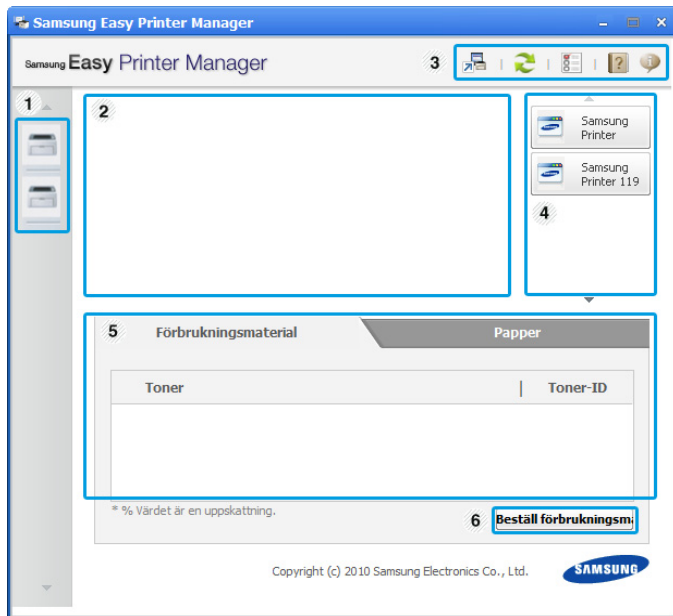 Samsung Easy Printer Manager
Samsung Easy Printer Manager
3
1
2
Samsung
Printer
Samsung
Printer 119
4
5 Förbrukningsmaterial Papper
Toner | Toner-ID
* % Värdet är en uppskattning.
6 Beställ förbrukningsma
Copyright (c) 2010 Samsung Electronics Co., Ltd. SAMSUNG